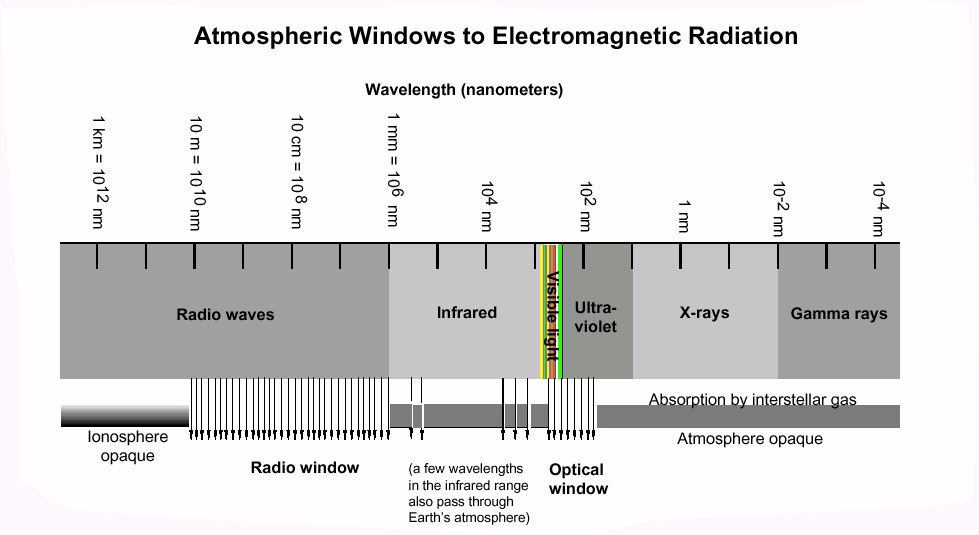 Atmospheric Windows to Electromagnetic Radiation
Wavelength (nanometers)
1 km = 10¹² nm
10 m = 10¹⁰ nm
10 cm = 10⁸ nm
1 mm = 10⁶ nm
10⁴ nm
10² nm
1 nm
10⁻² nm
10⁻⁴ nm
Radio waves
Infrared
Visible light
Ultra-
violet
X-rays
Gamma rays
Absorption by interstellar gas
Ionosphere
opaque
Atmosphere opaque
Radio window
(a few wavelengths
in the infrared range
also pass through
Earth's atmosphere)
Optical
window